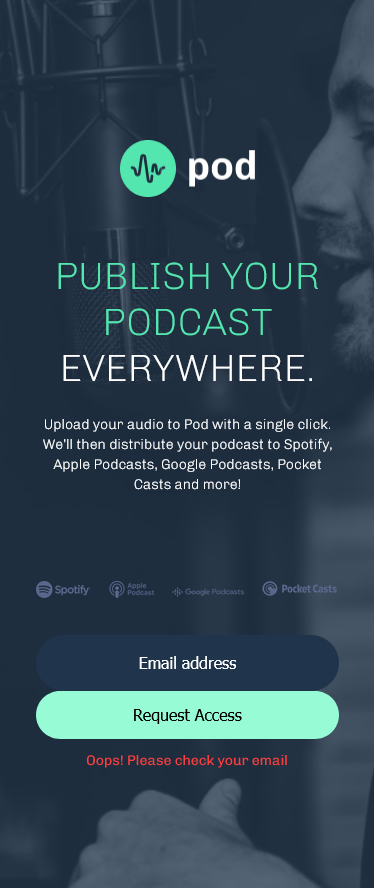 pod
PUBLISH YOUR
PODCAST
EVERYWHERE.
Upload your audio to Pod with a single click.
We'll then distribute your podcast to Spotify,
Apple Podcasts, Google Podcasts, Pocket
Casts and more!
Spotify
Apple
Podcast
Google Podcasts
Pocket Casts
Email address
Request Access
Oops! Please check your email